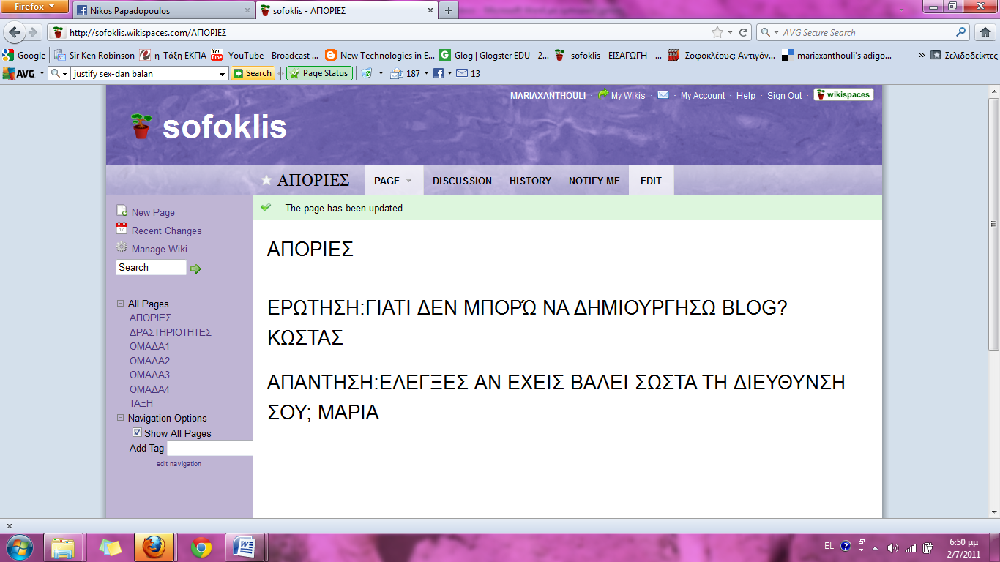 Firefox
Nikos Papadopoulos
sofoklis - ΑΠΟΡΙΕΣ
http://sofoklis.wikispaces.com/ΑΠΟΡΙΕΣ
AVG Secure Search
Google
Sir Ken Robinson
η-Τάξη ΕΚΠΑ
YouTube - Broadcast ...
New Technologies in E...
Glog | Glogster EDU - 2...
sofoklis - ΕΙΣΑΓΩΓΗ - ...
Σοφοκλέους: Αντιγόν...
mariaxanthouli's adigo...
»
Σελιδοδείκτες
AVG
justify sex-dan balan
Search
Page Status
187
13
MARIAXANTHOULI · My Wikis · · My Account · Help · Sign Out · wikispaces
sofoklis
ΑΠΟΡΙΕΣ
PAGE
DISCUSSION
HISTORY
NOTIFY ME
EDIT
The page has been updated.
New Page
Recent Changes
Manage Wiki
Search
All Pages
ΑΠΟΡΙΕΣ
ΔΡΑΣΤΗΡΙΟΤΗΤΕΣ
ΟΜΑΔΑ1
ΟΜΑΔΑ2
ΟΜΑΔΑ3
ΟΜΑΔΑ4
ΤΑΞΗ
Navigation Options
Show All Pages
Add Tag
edit navigation
ΑΠΟΡΙΕΣ
ΕΡΩΤΗΣΗ:ΓΙΑΤΙ ΔΕΝ ΜΠΟΡΏ ΝΑ ΔΗΜΙΟΥΡΓΗΣΩ BLOG?
ΚΩΣΤΑΣ
ΑΠΑΝΤΗΣΗ:ΕΛΕΓΞΕΣ ΑΝ ΕΧΕΙΣ ΒΑΛΕΙ ΣΩΣΤΑ ΤΗ ΔΙΕΥΘΥΝΣΗ
ΣΟΥ; ΜΑΡΙΑ
x
EL
6:50 μμ
2/7/2011